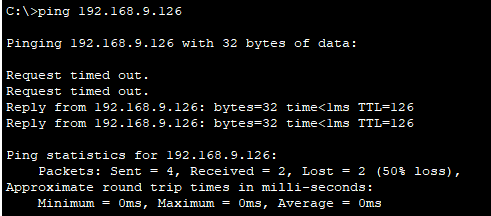 C:\>ping 192.168.9.126
Pinging 192.168.9.126 with 32 bytes of data:
Request timed out.
Request timed out.
Reply from 192.168.9.126: bytes=32 time<1ms TTL=126
Reply from 192.168.9.126: bytes=32 time<1ms TTL=126
Ping statistics for 192.168.9.126:
    Packets: Sent = 4, Received = 2, Lost = 2 (50% loss),
Approximate round trip times in milli-seconds:
    Minimum = 0ms, Maximum = 0ms, Average = 0ms